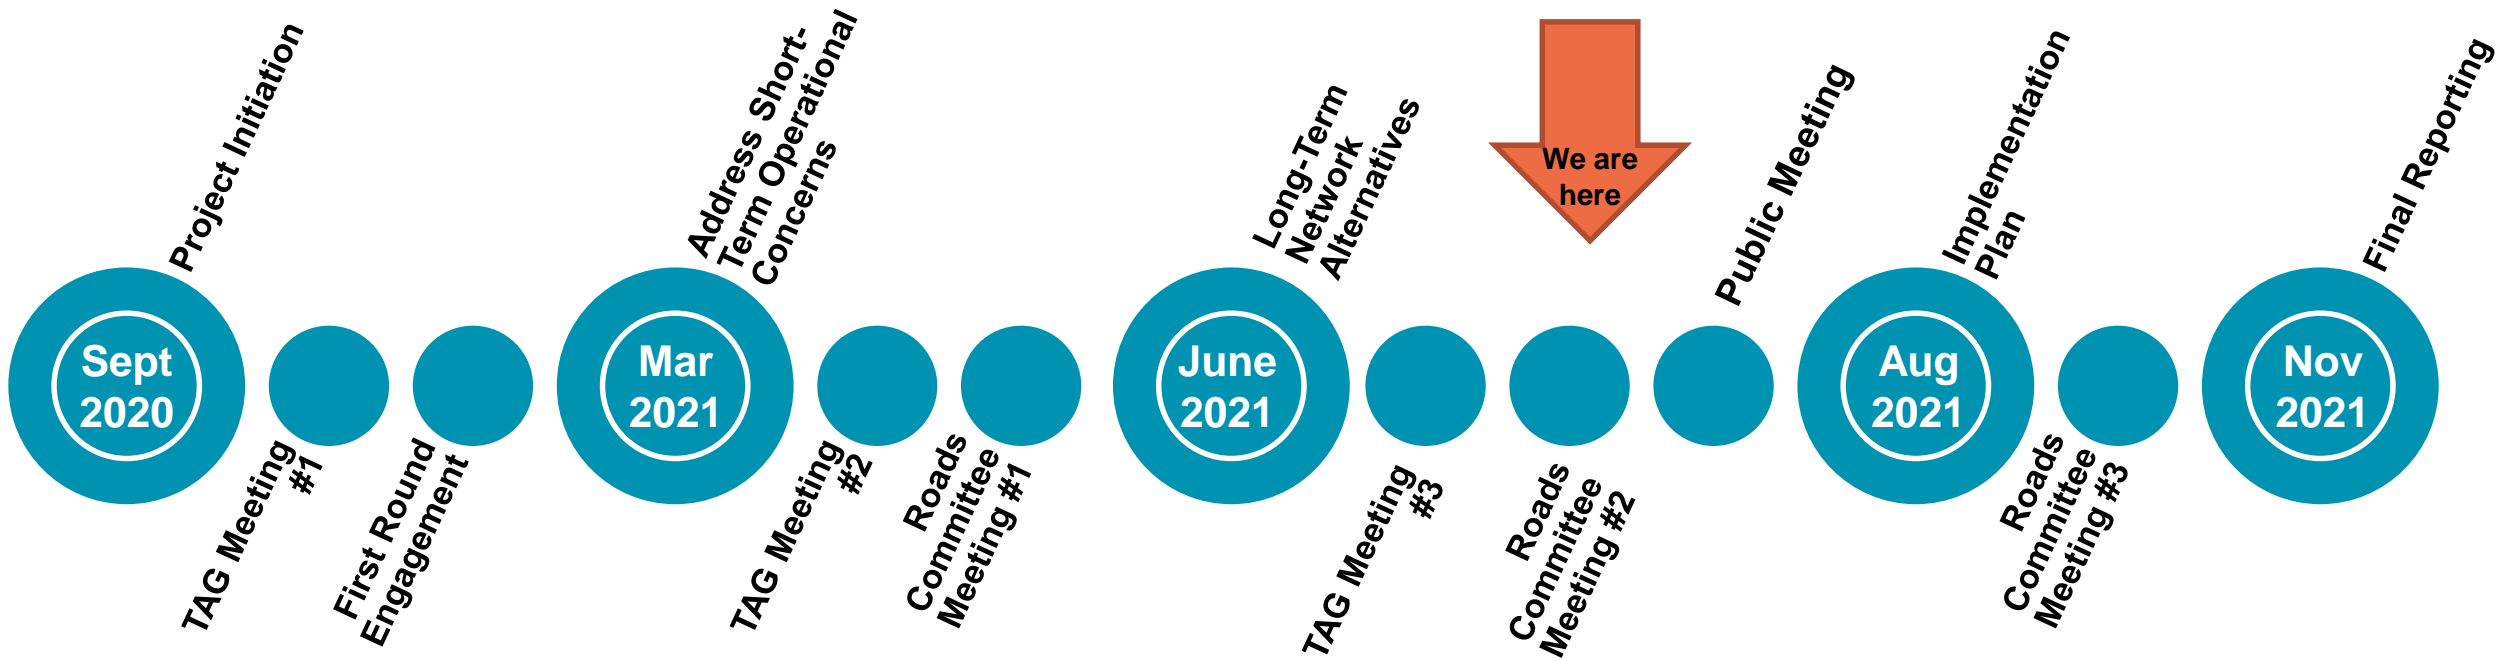 Project Initiation
Sept
2020
TAG Meeting
#1
First Round
Engagement
Address Short-
Term Operational
Concerns
Mar
2021
TAG Meeting
#2
Roads
Committee
Meeting #1
Long-Term
Network
Alternatives
June
2021
TAG Meeting
#3
We are
here
Roads
Committee
Meeting #2
Public Meeting
Implementation
Plan
Aug
2021
Roads
Committee
Meeting #3
Final Reporting
Nov
2021